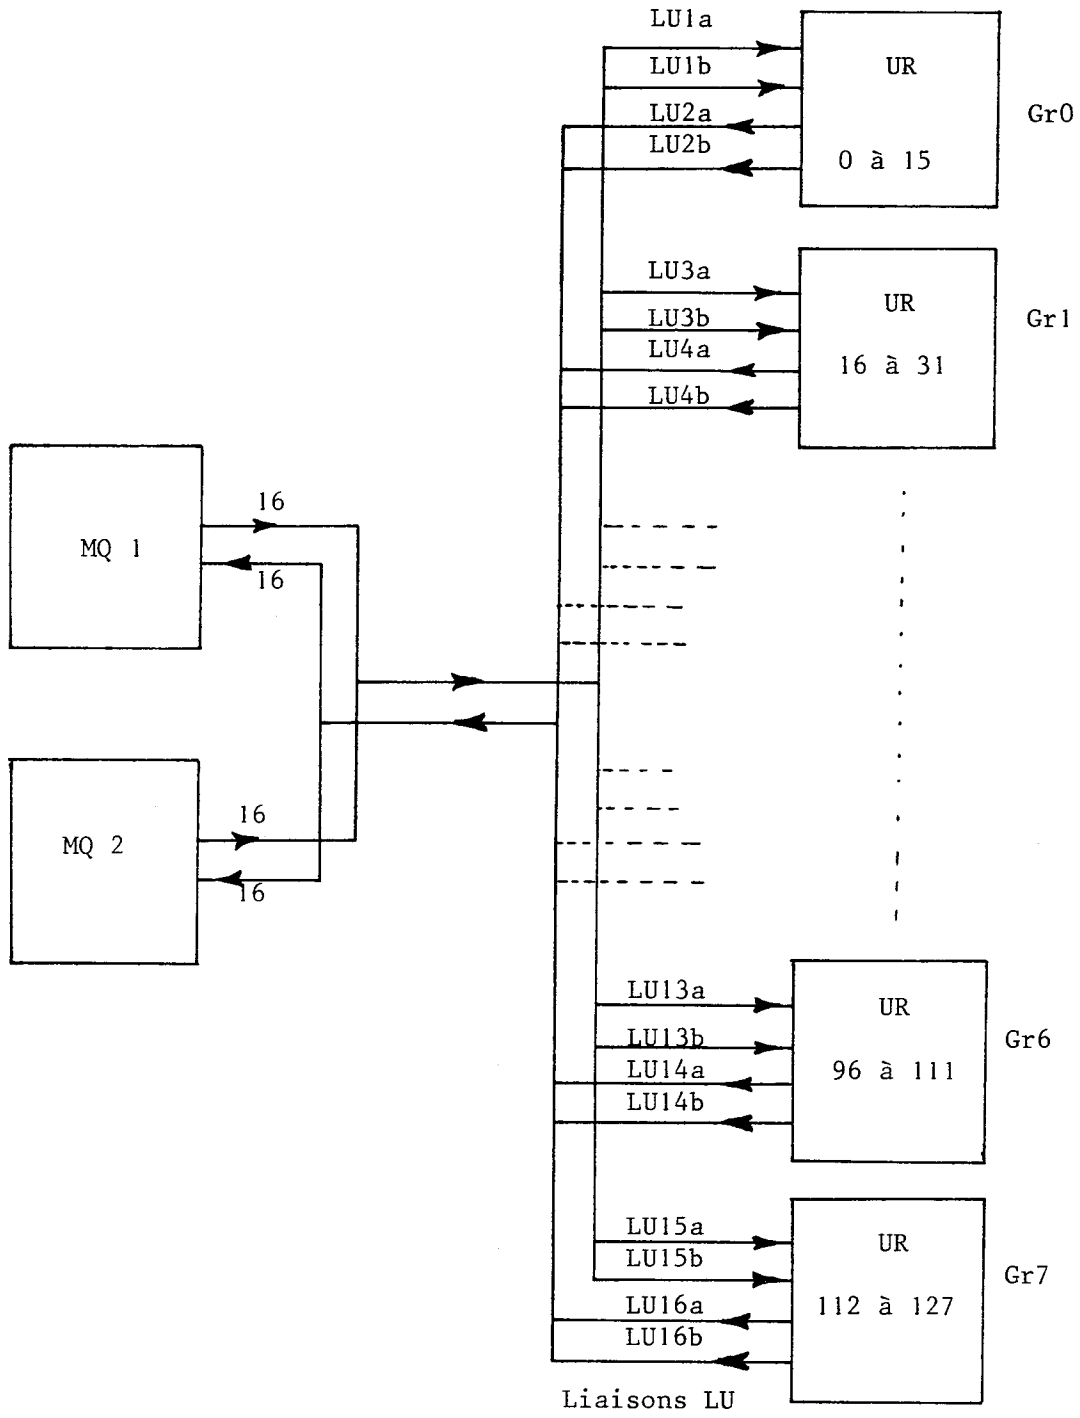 LU1a
LU1b
LU2a
LU2b
UR
0 à 15
Gr0
LU3a
LU3b
LU4a
LU4b
UR
16 à 31
Gr1
MQ 1
16
16
MQ 2
16
16
LU13a
LU13b
LU14a
LU14b
UR
96 à 111
Gr6
LU15a
LU15b
LU16a
LU16b
UR
112 à 127
Gr7
Liaisons LU